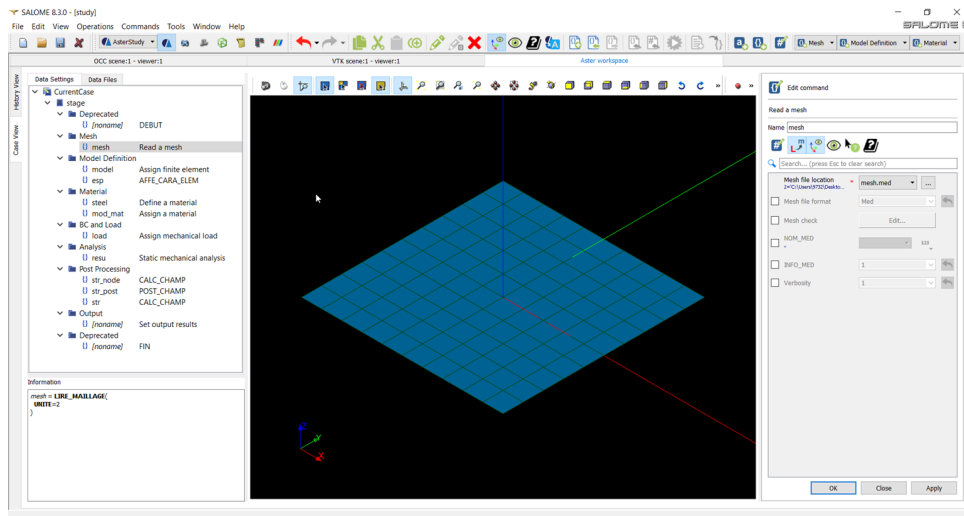 SALOME 8.3.0 - [study]
File Edit View Operations Commands Tools Window Help
SALOME
AsterStudy
Mesh
Model Definition
Material
OCC scene:1 - viewer:1
VTK scene:1 - viewer:1
Aster workspace
History View
Case View
Data Settings Data Files
CurrentCase
stage
Deprecated
[noname] DEBUT
Mesh
mesh Read a mesh
Model Definition
model Assign finite element
esp AFFE_CARA_ELEM
Material
steel Define a material
mod_mat Assign a material
BC and Load
load Assign mechanical load
Analysis
resu Static mechanical analysis
Post Processing
str_node CALC_CHAMP
str_post POST_CHAMP
str CALC_CHAMP
Output
[noname] Set output results
Deprecated
[noname] FIN
Information
mesh = LIRE_MAILLAGE(
UNITE=2
)
Z
Y
X
Edit command
Read a mesh
Name mesh
Search... (press Esc to clear search)
Mesh file location * mesh.med ...
2='C:\Users\9732\Deskto...
Mesh file format Med
Mesh check Edit...
NOM_MED
INFO_MED 1
Verbosity 1
OK Close Apply